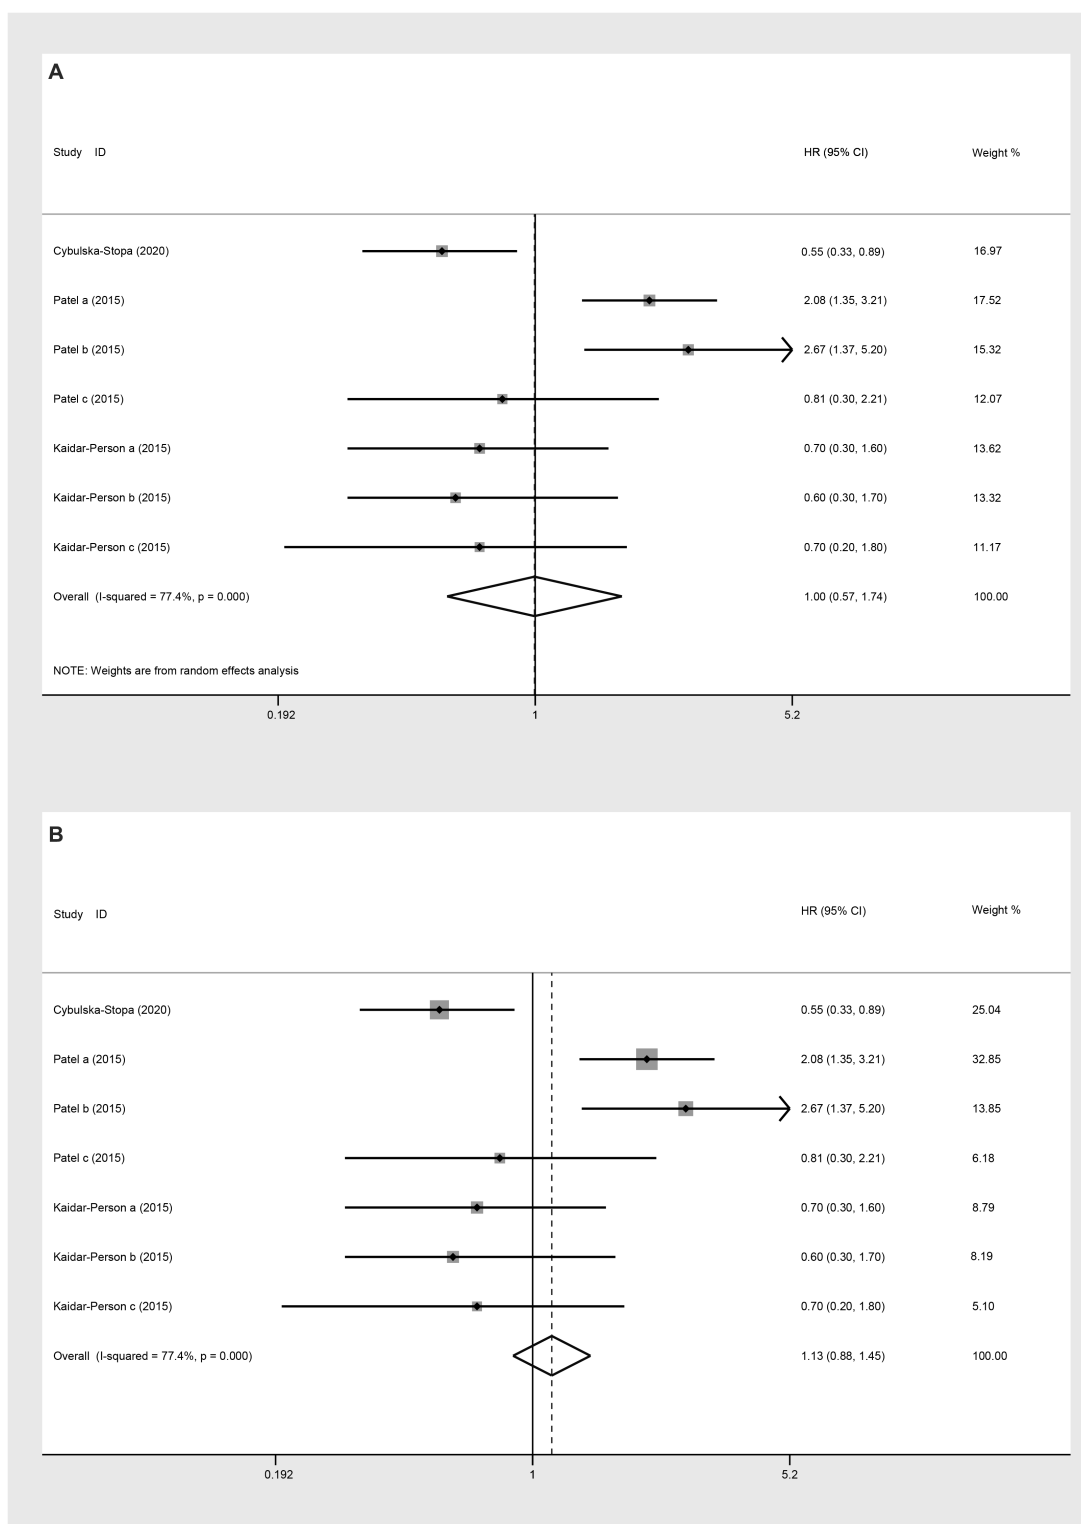 A
Study ID HR (95% CI) Weight %
Cybulska-Stopa (2020) 0.55 (0.33, 0.89) 16.97
Patel a (2015) 2.08 (1.35, 3.21) 17.52
Patel b (2015) 2.67 (1.37, 5.20) 15.32
Patel c (2015) 0.81 (0.30, 2.21) 12.07
Kaidar-Person a (2015) 0.70 (0.30, 1.60) 13.62
Kaidar-Person b (2015) 0.60 (0.30, 1.70) 13.32
Kaidar-Person c (2015) 0.70 (0.20, 1.80) 11.17
Overall (I-squared = 77.4%, p = 0.000) 1.00 (0.57, 1.74) 100.00
NOTE: Weights are from random effects analysis
0.192 1 5.2
B
Study ID HR (95% CI) Weight %
Cybulska-Stopa (2020) 0.55 (0.33, 0.89) 25.04
Patel a (2015) 2.08 (1.35, 3.21) 32.85
Patel b (2015) 2.67 (1.37, 5.20) 13.85
Patel c (2015) 0.81 (0.30, 2.21) 6.18
Kaidar-Person a (2015) 0.70 (0.30, 1.60) 8.79
Kaidar-Person b (2015) 0.60 (0.30, 1.70) 8.19
Kaidar-Person c (2015) 0.70 (0.20, 1.80) 5.10
Overall (I-squared = 77.4%, p = 0.000) 1.13 (0.88, 1.45) 100.00
0.192 1 5.2